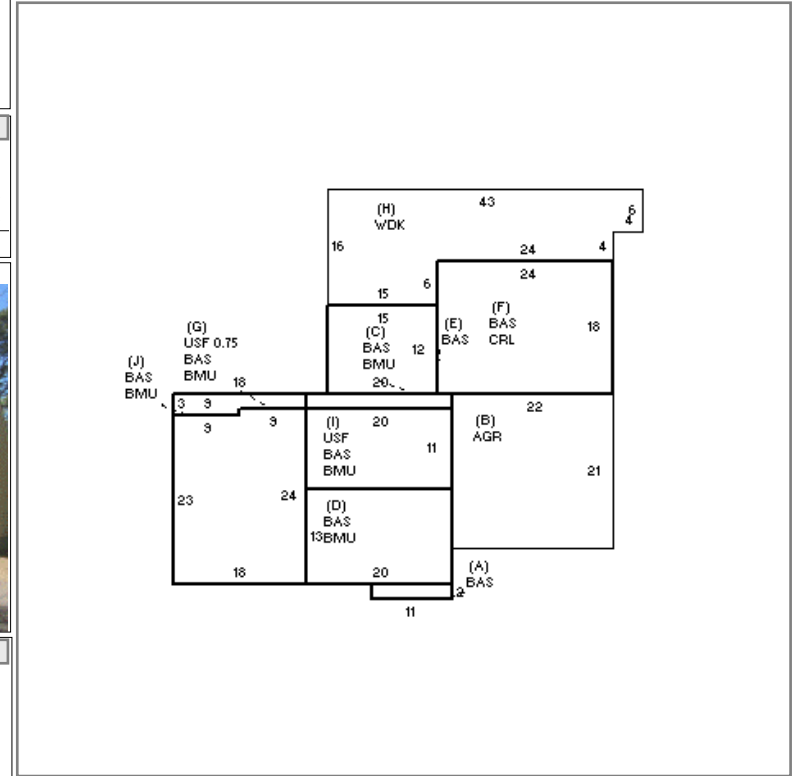 43
(H)
WDK
6
4
16
24
4
24
6
15
15
(C)
BAS
BMU
12
(E)
BAS
(F)
BAS
CRL
18
(G)
USF 0.75
BAS
BMU
(J)
BAS
BMU
18
20
3 9
9
9
(I)
USF
BAS
BMU
20
11
22
(B)
AGR
21
23
24
(D)
BAS
13BMU
18
20
(A)
BAS
2
11